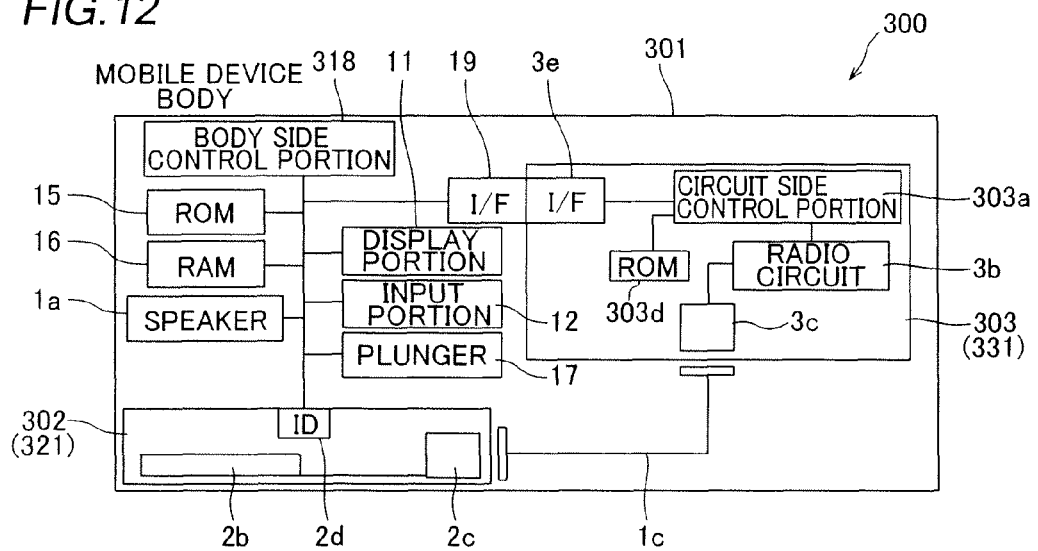 FIG.12
300
MOBILE DEVICE
BODY
318
11
19
3e
301
BODY SIDE
CONTROL PORTION
15
ROM
I/F
I/F
CIRCUIT SIDE
CONTROL PORTION
303a
16
RAM
DISPLAY
PORTION
ROM
303d
RADIO
CIRCUIT
3b
1a
SPEAKER
INPUT
PORTION
12
3c
303
(331)
PLUNGER
17
302
(321)
ID
2b
2d
2c
1c